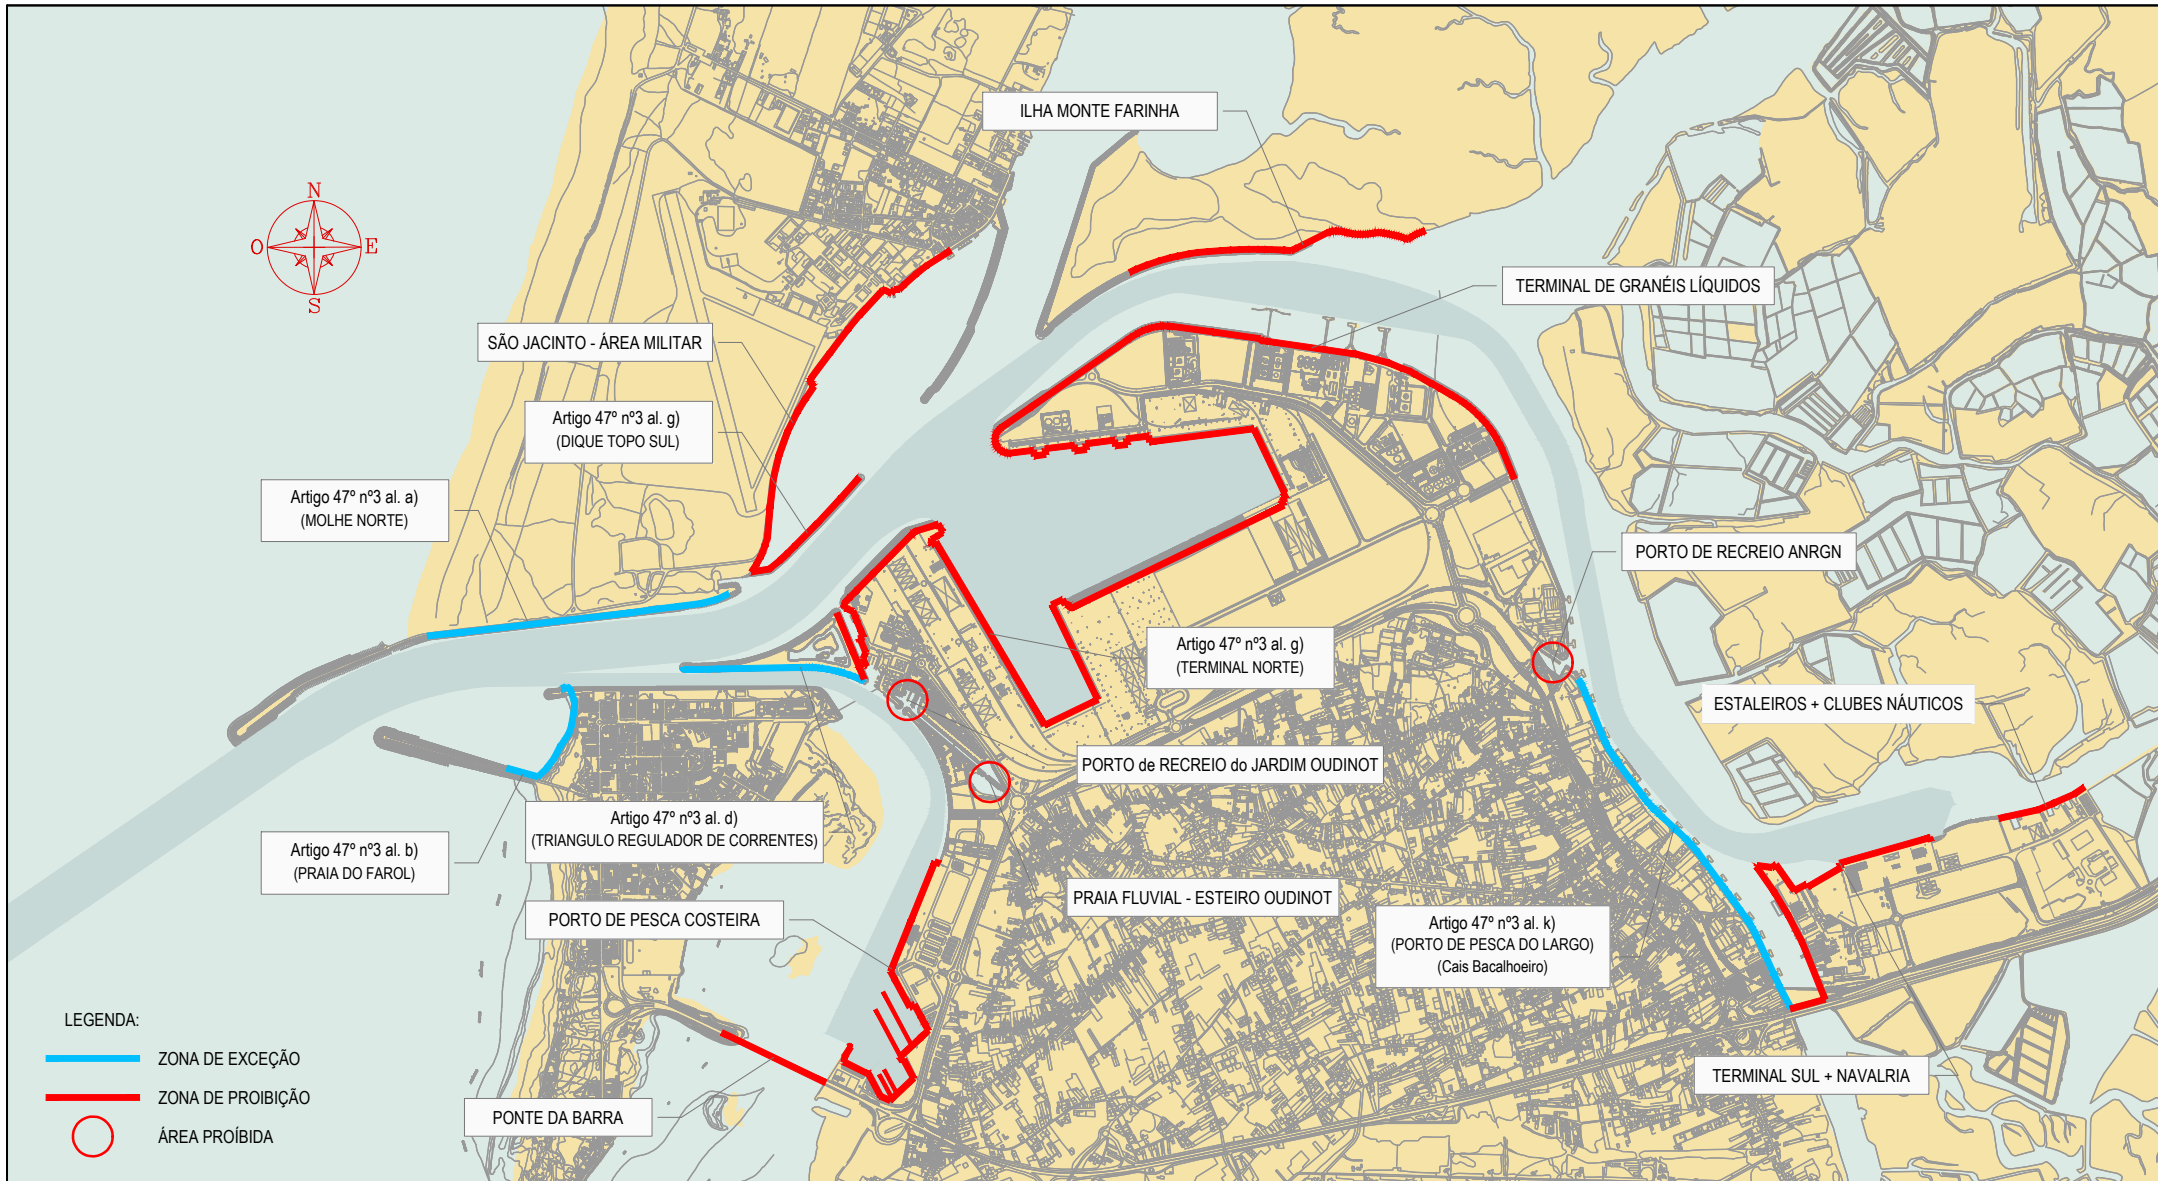 ILHA MONTE FARINHA
N
O
E
S
TERMINAL DE GRANÉIS LÍQUIDOS
SÃO JACINTO - ÁREA MILITAR
Artigo 47º nº3 al. g)
(DIQUE TOPO SUL)
Artigo 47º nº3 al. a)
(MOLHE NORTE)
PORTO DE RECREIO ANRGN
Artigo 47º nº3 al. g)
(TERMINAL NORTE)
ESTALEIROS + CLUBES NÁUTICOS
PORTO de RECREIO do JARDIM OUDINOT
Artigo 47º nº3 al. d)
(TRIANGULO REGULADOR DE CORRENTES)
Artigo 47º nº3 al. b)
(PRAIA DO FAROL)
PRAIA FLUVIAL - ESTEIRO OUDINOT
PORTO DE PESCA COSTEIRA
Artigo 47º nº3 al. k)
(PORTO DE PESCA DO LARGO)
(Cais Bacalhoeiro)
LEGENDA:
ZONA DE EXCEÇÃO
ZONA DE PROIBIÇÃO
ÁREA PROÍBIDA
PONTE DA BARRA
TERMINAL SUL + NAVALRIA